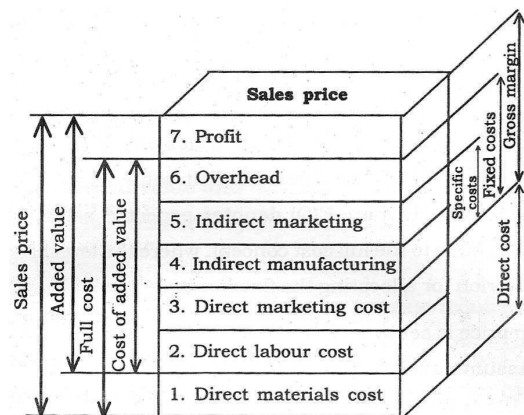 Sales price
7. Profit
6. Overhead
5. Indirect marketing
4. Indirect manufacturing
3. Direct marketing cost
2. Direct labour cost
1. Direct materials cost
Sales price
Added value
Full cost
Cost of added value
Specific
costs
Fixed costs
Gross margin
Direct cost